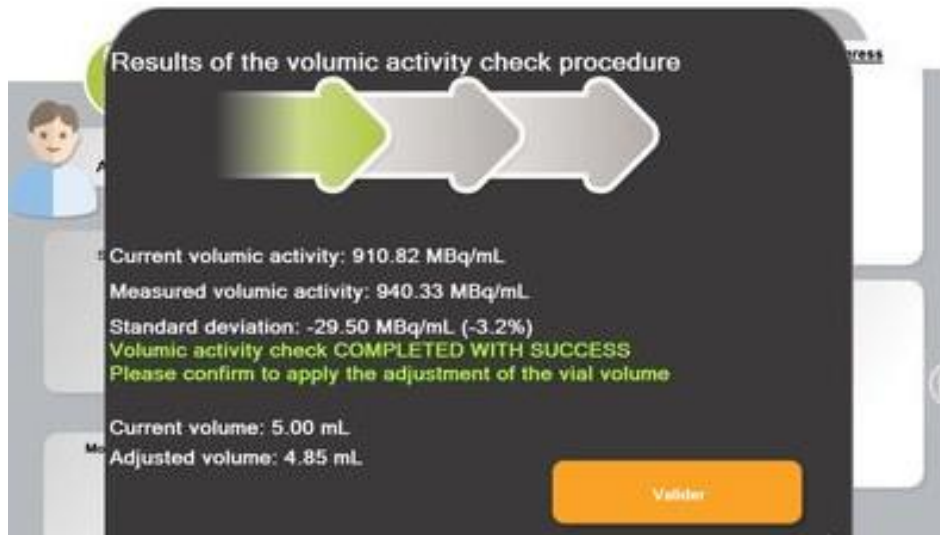 Results of the volumic activity check procedure
Current volumic activity: 910.82 MBq/mL
Measured volumic activity: 940.33 MBq/mL
Standard deviation: -29.50 MBq/mL (-3.2%)
Volumic activity check COMPLETED WITH SUCCESS
Please confirm to apply the adjustment of the vial volume
Current volume: 5.00 mL
Adjusted volume: 4.85 mL
Valider